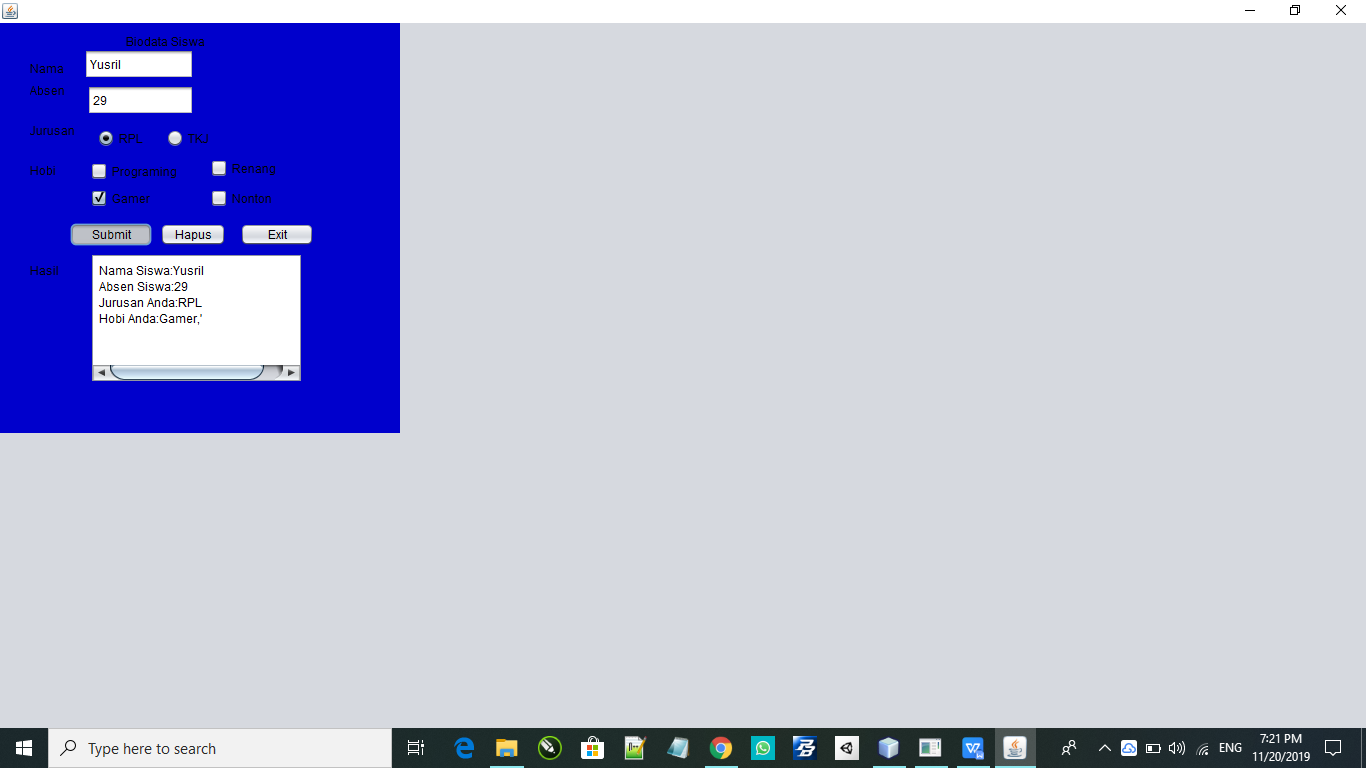 Biodata Siswa
Nama Yusril
Absen 29
Jurusan RPL TKJ
Hobi Programing Renang
Gamer Nonton
Submit Hapus Exit
Hasil
Nama Siswa:Yusril
Absen Siswa:29
Jurusan Anda:RPL
Hobi Anda:Gamer,'
Type here to search
ENG
7:21 PM
11/20/2019